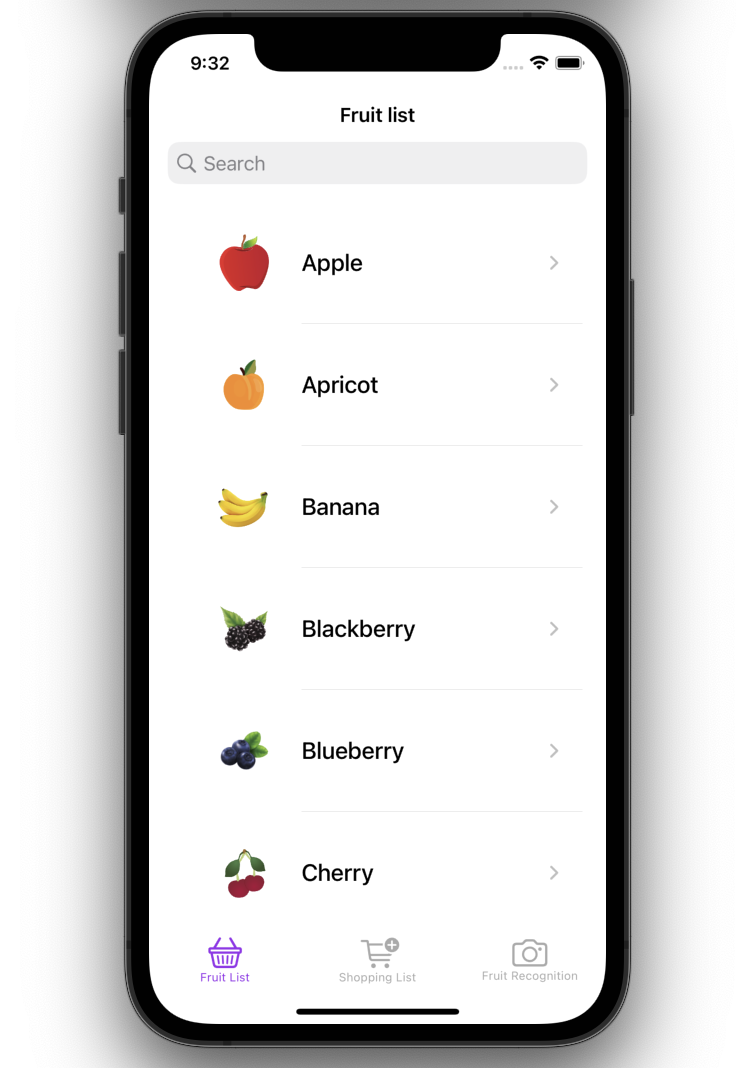 9:32
Fruit list
Search
Apple
Apricot
Banana
Blackberry
Blueberry
Cherry
Fruit List
Shopping List
Fruit Recognition